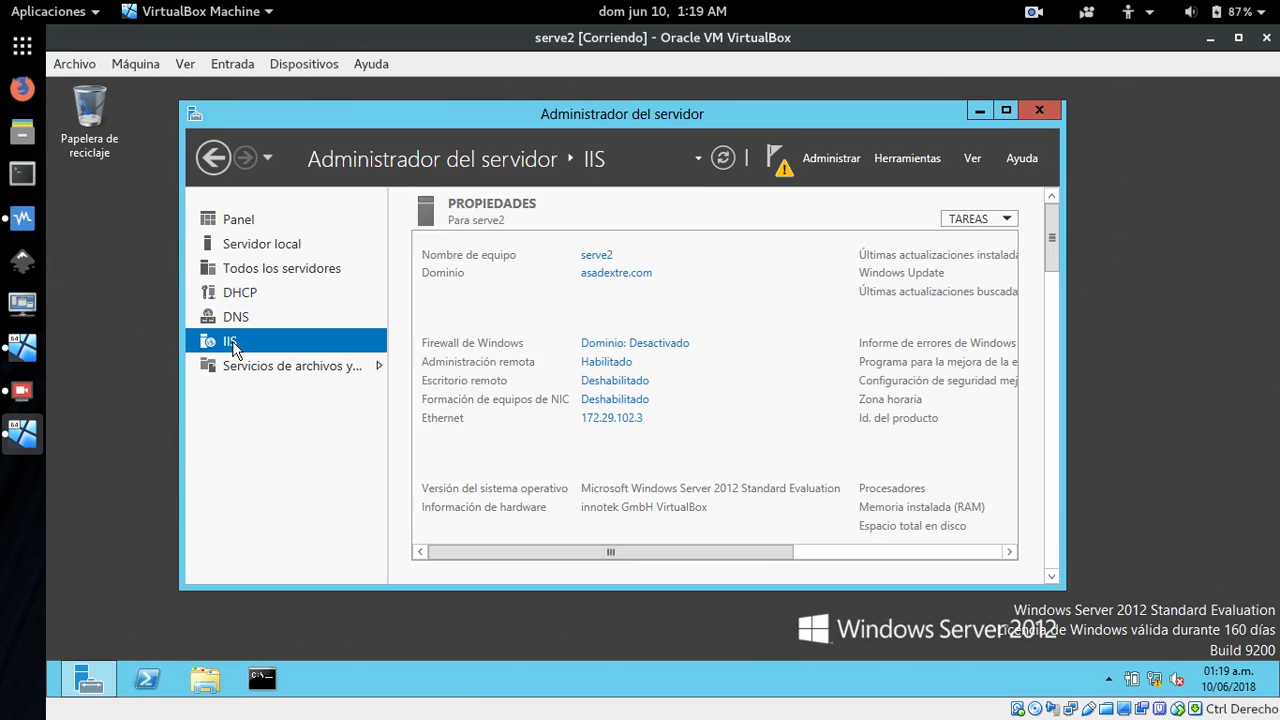 Aplicaciones
VirtualBox Machine
dom jun 10, 1:19 AM
87%
serve2 [Corriendo] - Oracle VM VirtualBox
Archivo Máquina Ver Entrada Dispositivos Ayuda
Papelera de
reciclaje
Administrador del servidor
Administrador del servidor IIS
Administrar Herramientas Ver Ayuda
Panel
Servidor local
Todos los servidores
DHCP
DNS
IIS
Servicios de archivos y...
PROPIEDADES
Para serve2
TAREAS
Nombre de equipo serve2 Últimas actualizaciones instalada
Dominio asadextre.com Windows Update
Últimas actualizaciones buscada
Firewall de Windows Dominio: Desactivado Informe de errores de Windows
Administración remota Habilitado Programa para la mejora de la e
Escritorio remoto Deshabilitado Configuración de seguridad mej
Formación de equipos de NIC Deshabilitado Zona horaria
Ethernet 172.29.102.3 Id. del producto
Versión del sistema operativo Microsoft Windows Server 2012 Standard Evaluation Procesadores
Información de hardware innotek GmbH VirtualBox Memoria instalada (RAM)
Espacio total en disco
Windows Server 2012
Windows Server 2012 Standard Evaluation
Licencia de Windows válida durante 160 días
Build 9200
01:19 a.m.
10/06/2018
Ctrl Derecho